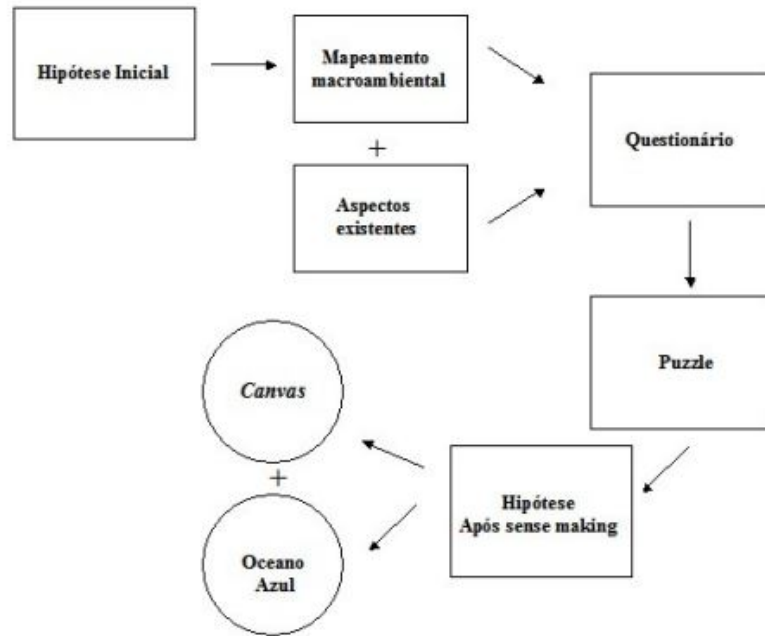 Hipótese Inicial
Mapeamento
macroambiental
+
Aspectos
existentes
Questionário
Puzzle
Hipótese
Após sense making
Canvas
+
Oceano
Azul